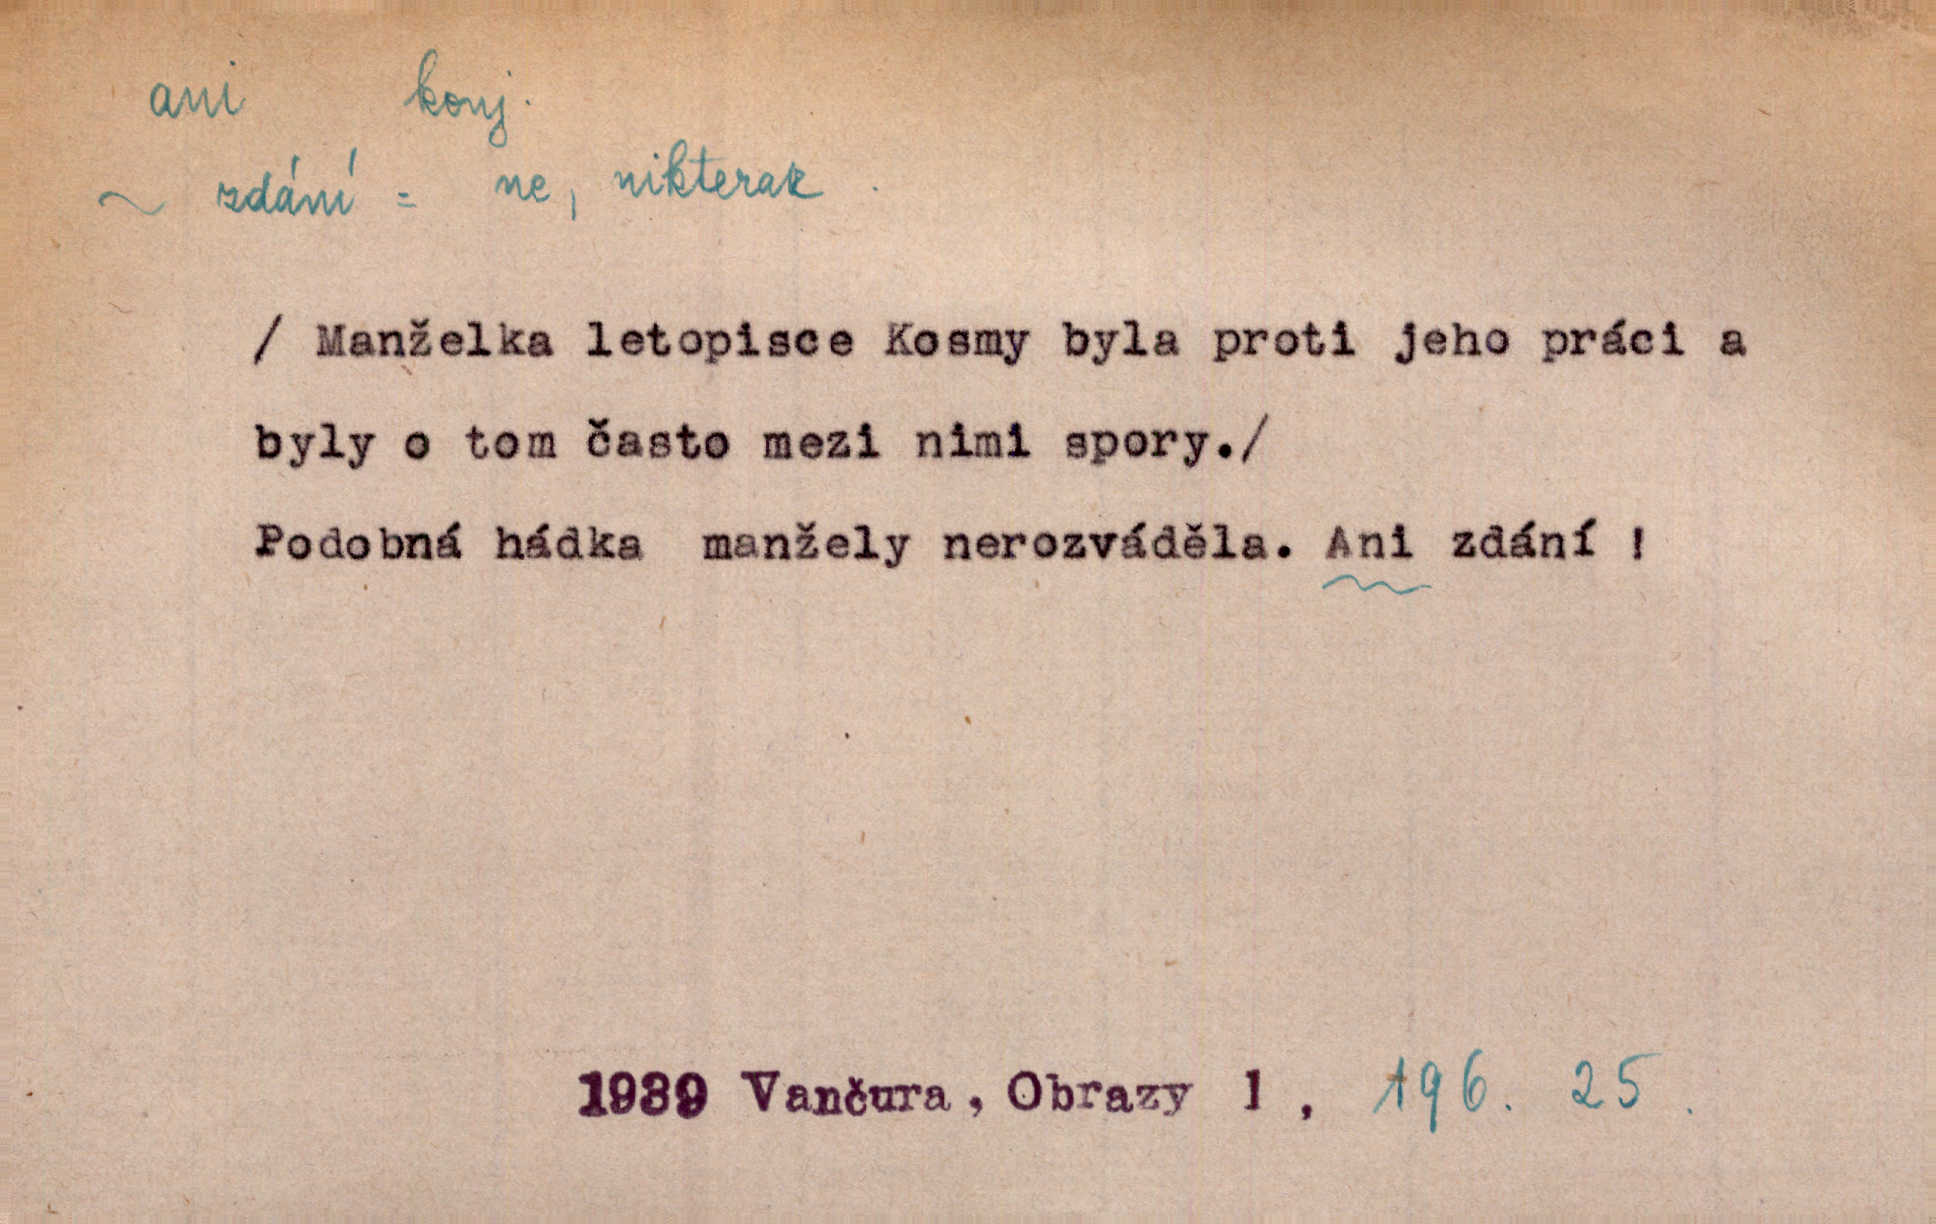 ani konj.
~ zdání = ne, nikterak.
/ Manželka letopisce Kosmy byla proti jeho práci a
byly o tom často mezi nimi spory./
Podobná hádka manžely nerozváděla. Ani zdání !
1939 Vančura, Obrazy 1, 196. 25.